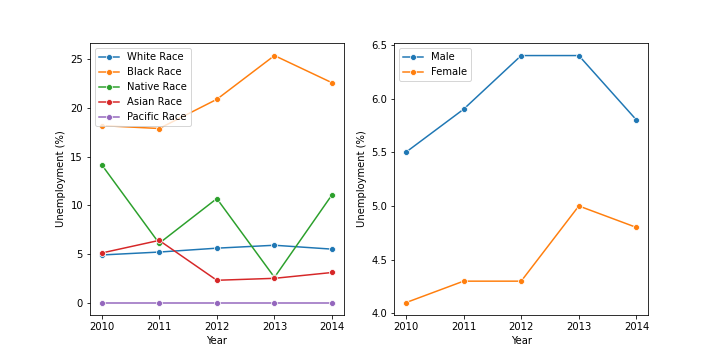 White Race
Black Race
Native Race
Asian Race
Pacific Race
Unemployment (%)
25
20
15
10
5
0
2010 2011 2012 2013 2014
Year
Male
Female
Unemployment (%)
6.5
6.0
5.5
5.0
4.5
4.0
2010 2011 2012 2013 2014
Year